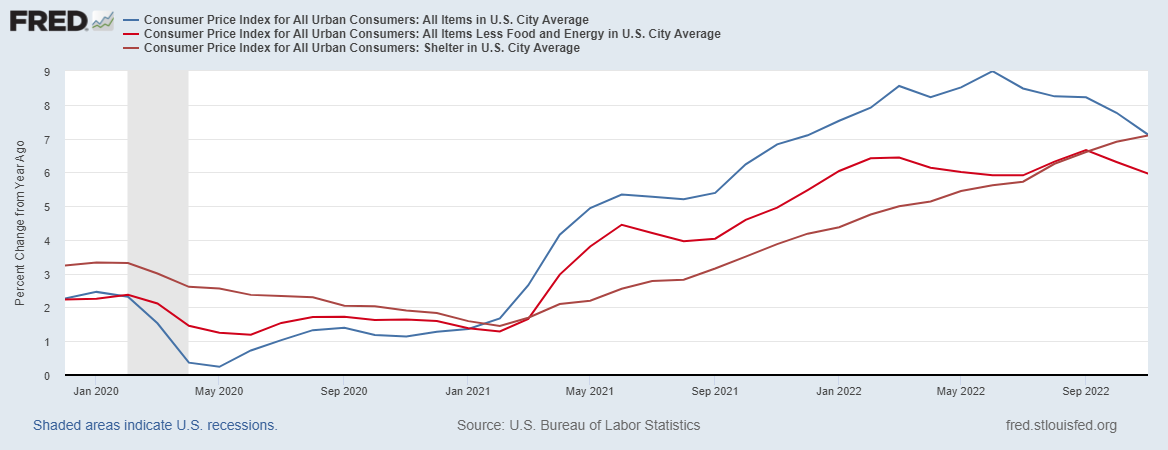 FRED
Consumer Price Index for All Urban Consumers: All Items in U.S. City Average
Consumer Price Index for All Urban Consumers: All Items Less Food and Energy in U.S. City Average
Consumer Price Index for All Urban Consumers: Shelter in U.S. City Average
Percent Change from Year Ago
9
8
7
6
5
4
3
2
1
0
Jan 2020 May 2020 Sep 2020 Jan 2021 May 2021 Sep 2021 Jan 2022 May 2022 Sep 2022
Shaded areas indicate U.S. recessions. Source: U.S. Bureau of Labor Statistics fred.stlouisfed.org